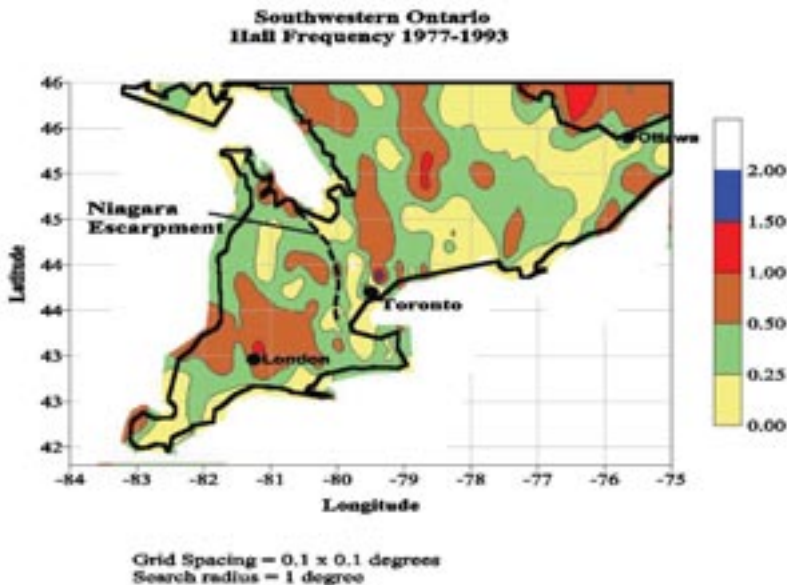 Southwestern Ontario
Hail Frequency 1977-1993
46
46
45
45
44
44
43
43
42
Latitude
Niagara
Escarpment
Ottawa
Toronto
London
2.00
1.50
1.00
0.50
0.25
0.00
-84 -83 -82 -81 -80 -79 -78 -77 -76 -75
Longitude
Grid Spacing = 0.1 x 0.1 degrees
Search radius = 1 degree